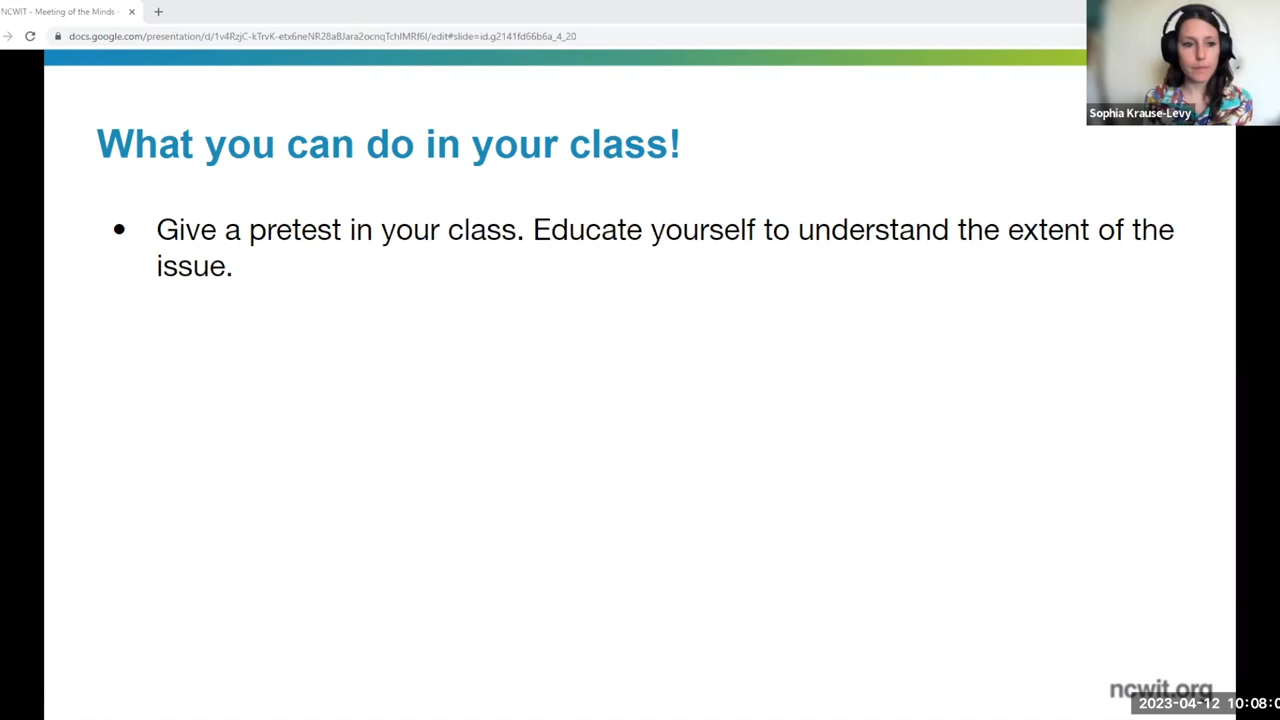 NCWIT - Meeting of the Minds -
docs.google.com/presentation/d/1v4RzjC-kTrvK-etx6neNR28aBJara2ocnqTchIMRf6I/edit#slide=id.g2141fd66b6a_4_20
Sophia Krause-Levy
What you can do in your class!
• Give a pretest in your class. Educate yourself to understand the extent of the
issue.
ncwit.org
2023-04-12 10:08:0